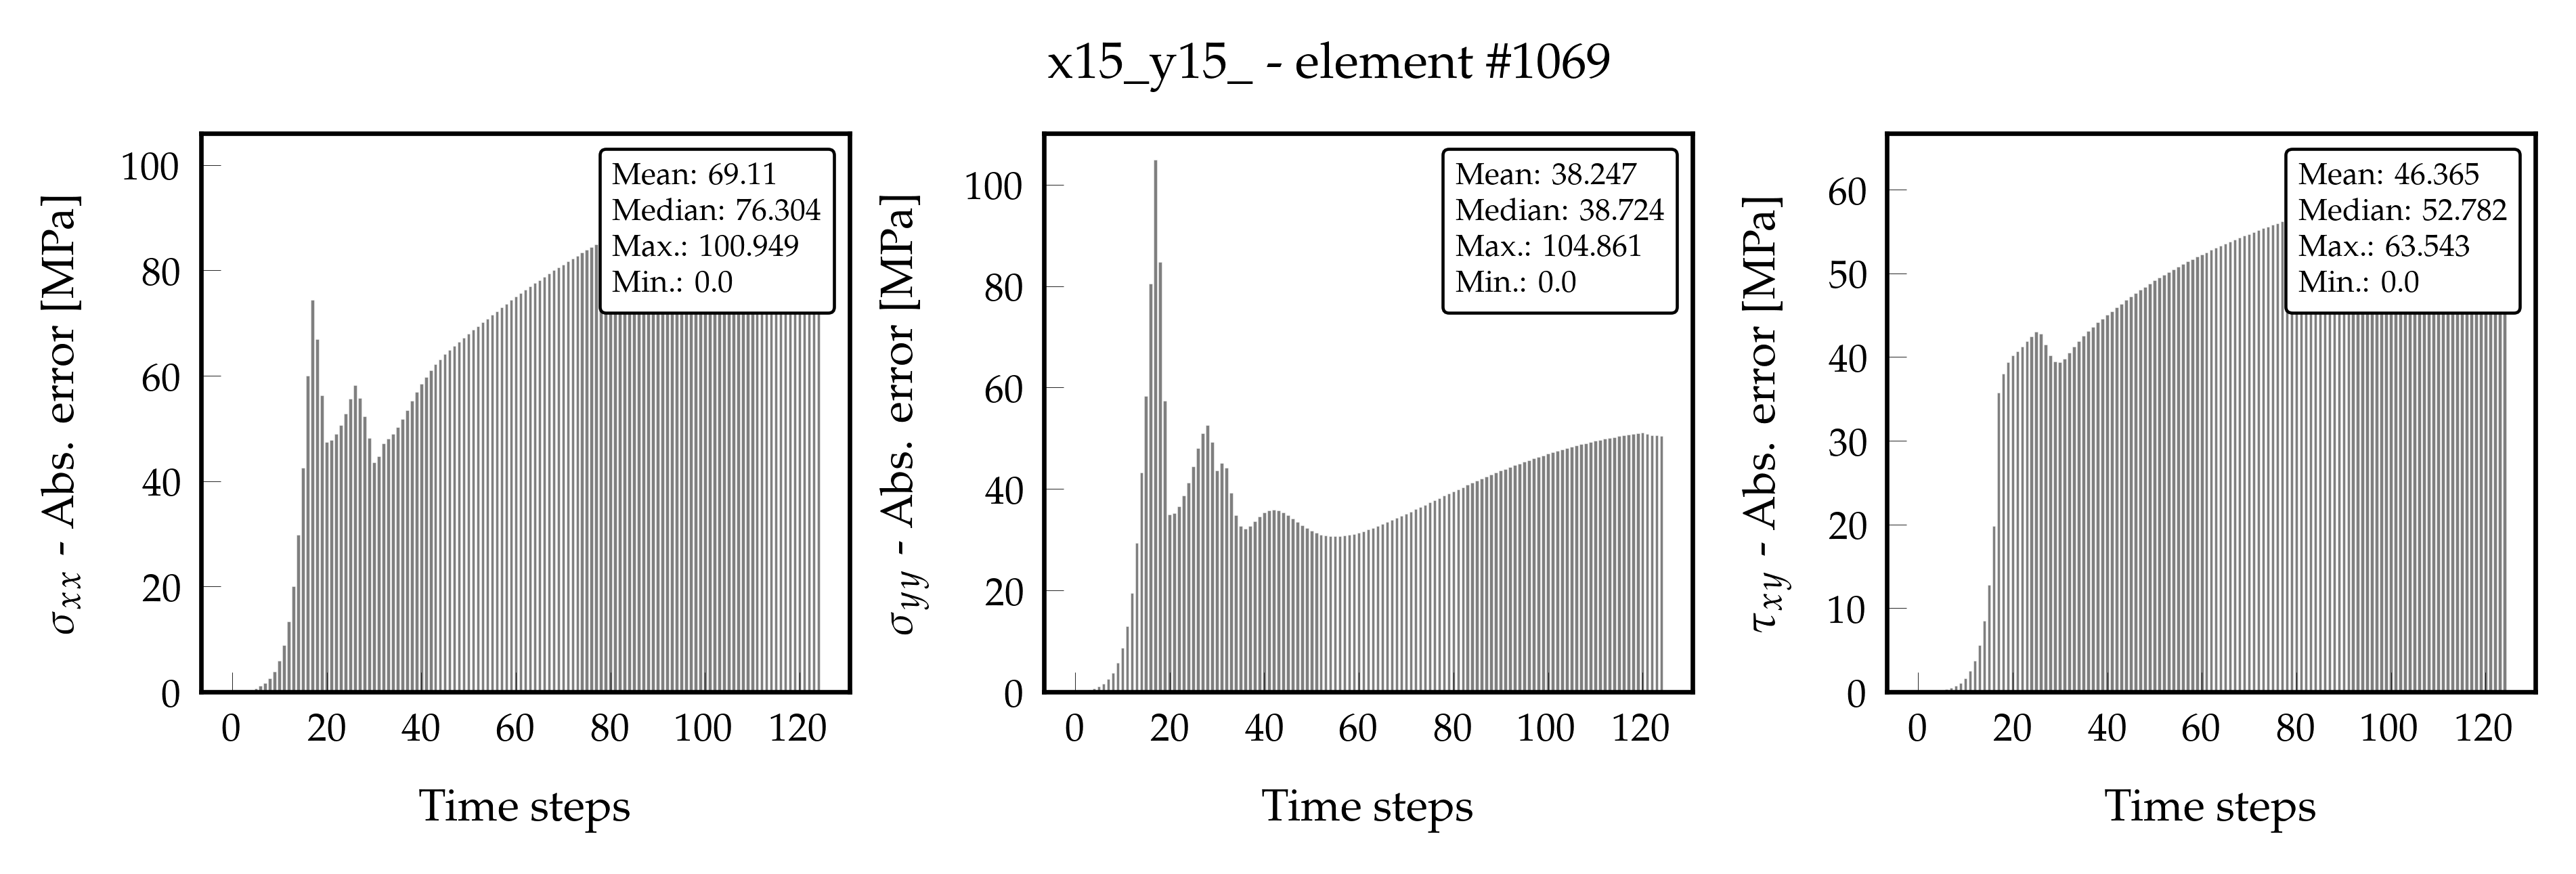 x15_y15_ - element #1069
σxx - Abs. error [MPa]
100
80
60
40
20
0
Mean: 69.11
Median: 76.304
Max.: 100.949
Min.: 0.0
0 20 40 60 80 100 120
Time steps
σyy - Abs. error [MPa]
100
80
60
40
20
0
Mean: 38.247
Median: 38.724
Max.: 104.861
Min.: 0.0
0 20 40 60 80 100 120
Time steps
τxy - Abs. error [MPa]
60
50
40
30
20
10
0
Mean: 46.365
Median: 52.782
Max.: 63.543
Min.: 0.0
0 20 40 60 80 100 120
Time steps